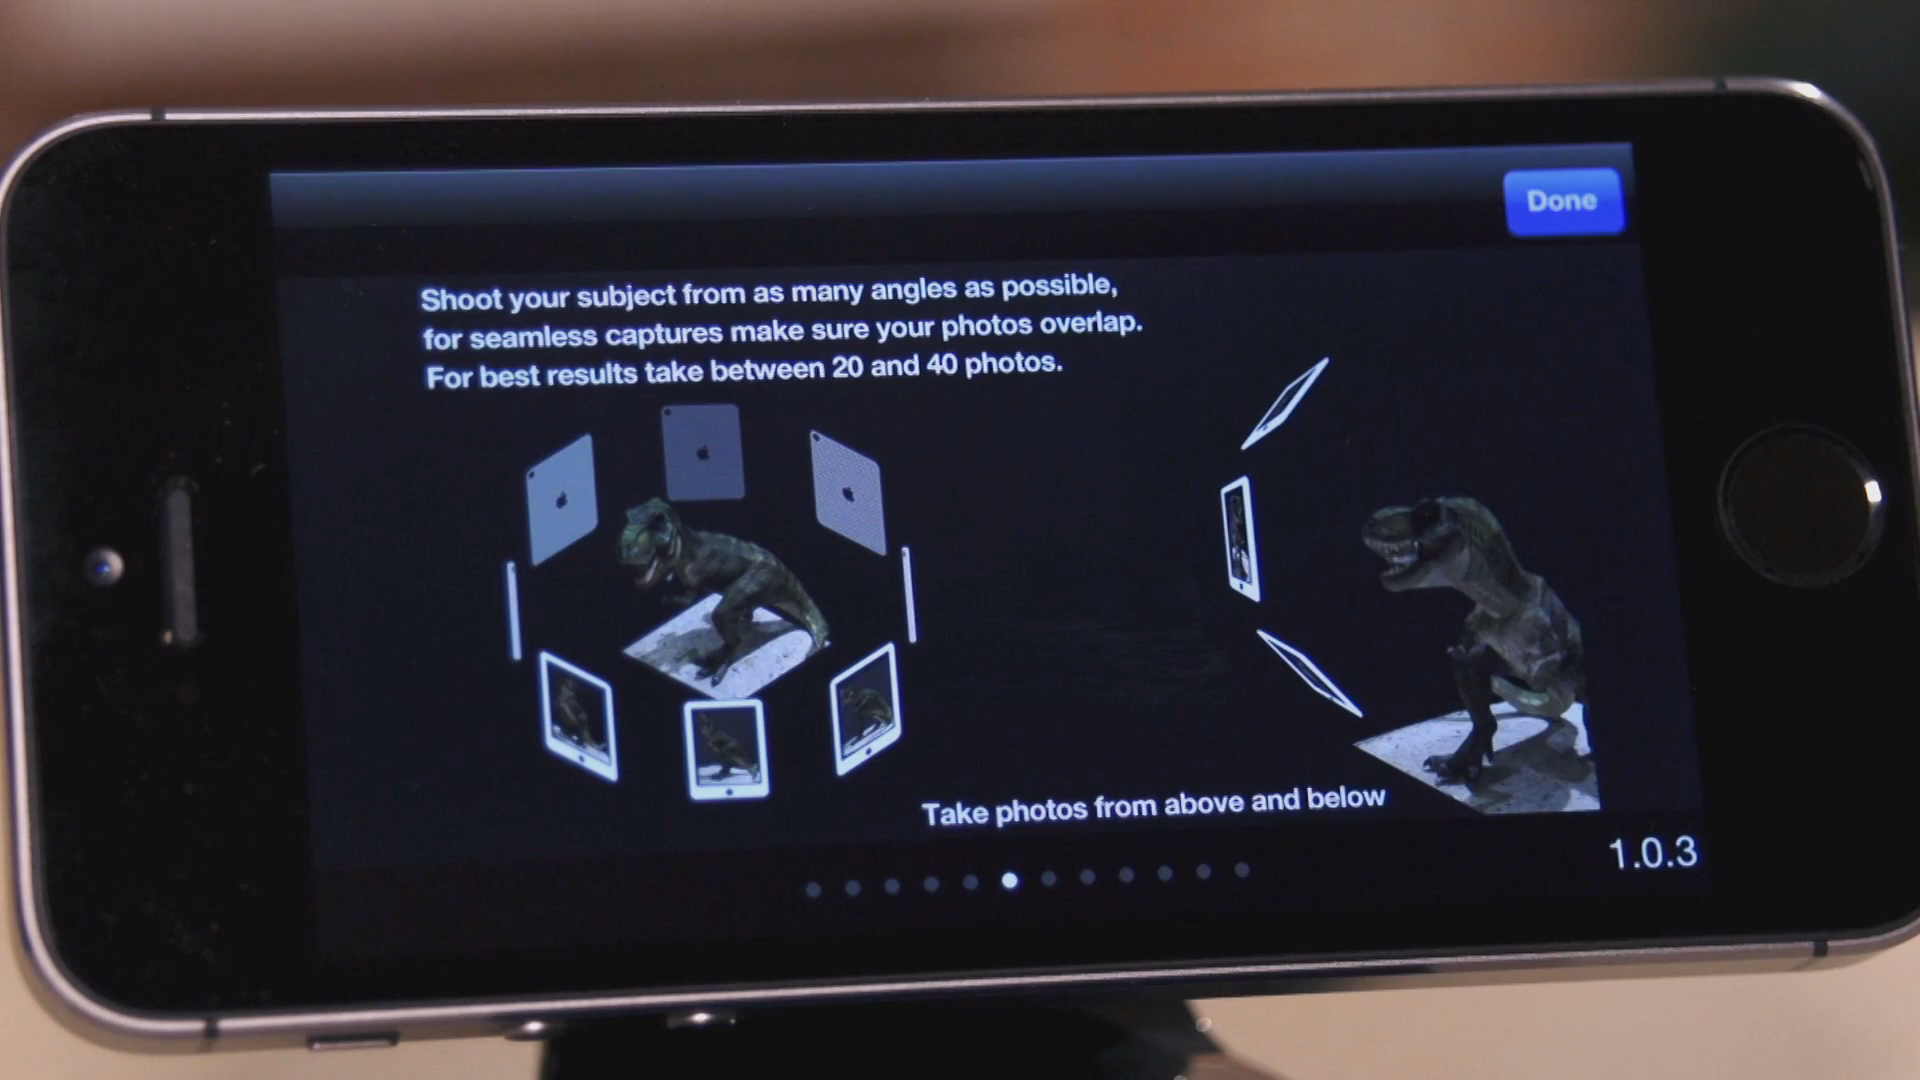 Done
Shoot your subject from as many angles as possible,
for seamless captures make sure your photos overlap.
For best results take between 20 and 40 photos.
Take photos from above and below
1.0.3